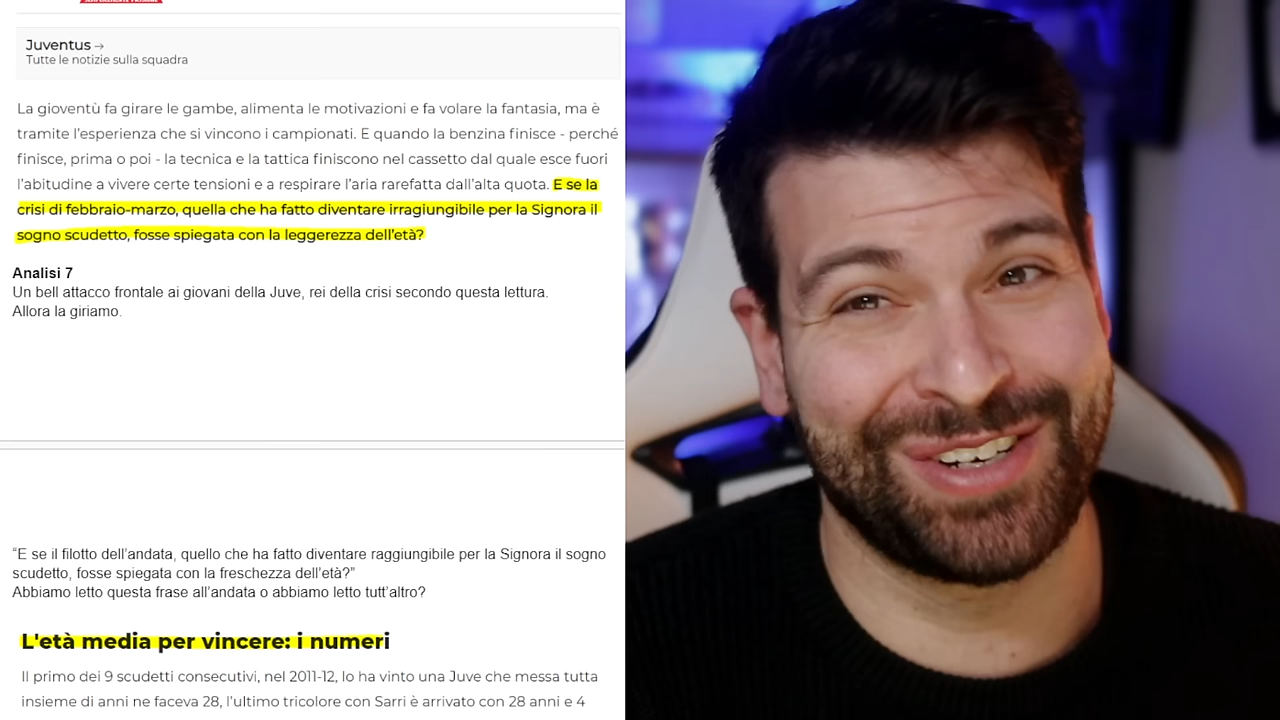 Juventus →
Tutte le notizie sulla squadra
La gioventù fa girare le gambe, alimenta le motivazioni e fa volare la fantasia, ma è
tramite l'esperienza che si vincono i campionati. E quando la benzina finisce - perché
finisce, prima o poi - la tecnica e la tattica finiscono nel cassetto dal quale esce fuori
l'abitudine a vivere certe tensioni e a respirare l'aria rarefatta dall'alta quota. E se la
crisi di febbraio-marzo, quella che ha fatto diventare irragiungibile per la Signora il
sogno scudetto, fosse spiegata con la leggerezza dell'età?
Analisi 7
Un bell attacco frontale ai giovani della Juve, rei della crisi secondo questa lettura.
Allora la giriamo.
“E se il filotto dell’andata, quello che ha fatto diventare raggiungibile per la Signora il sogno
scudetto, fosse spiegata con la freschezza dell’età?”
Abbiamo letto questa frase all’andata o abbiamo letto tutt’altro?
L'età media per vincere: i numeri
Il primo dei 9 scudetti consecutivi, nel 2011-12, lo ha vinto una Juve che messa tutta
insieme di anni ne faceva 28, l'ultimo tricolore con Sarri è arrivato con 28 anni e 4